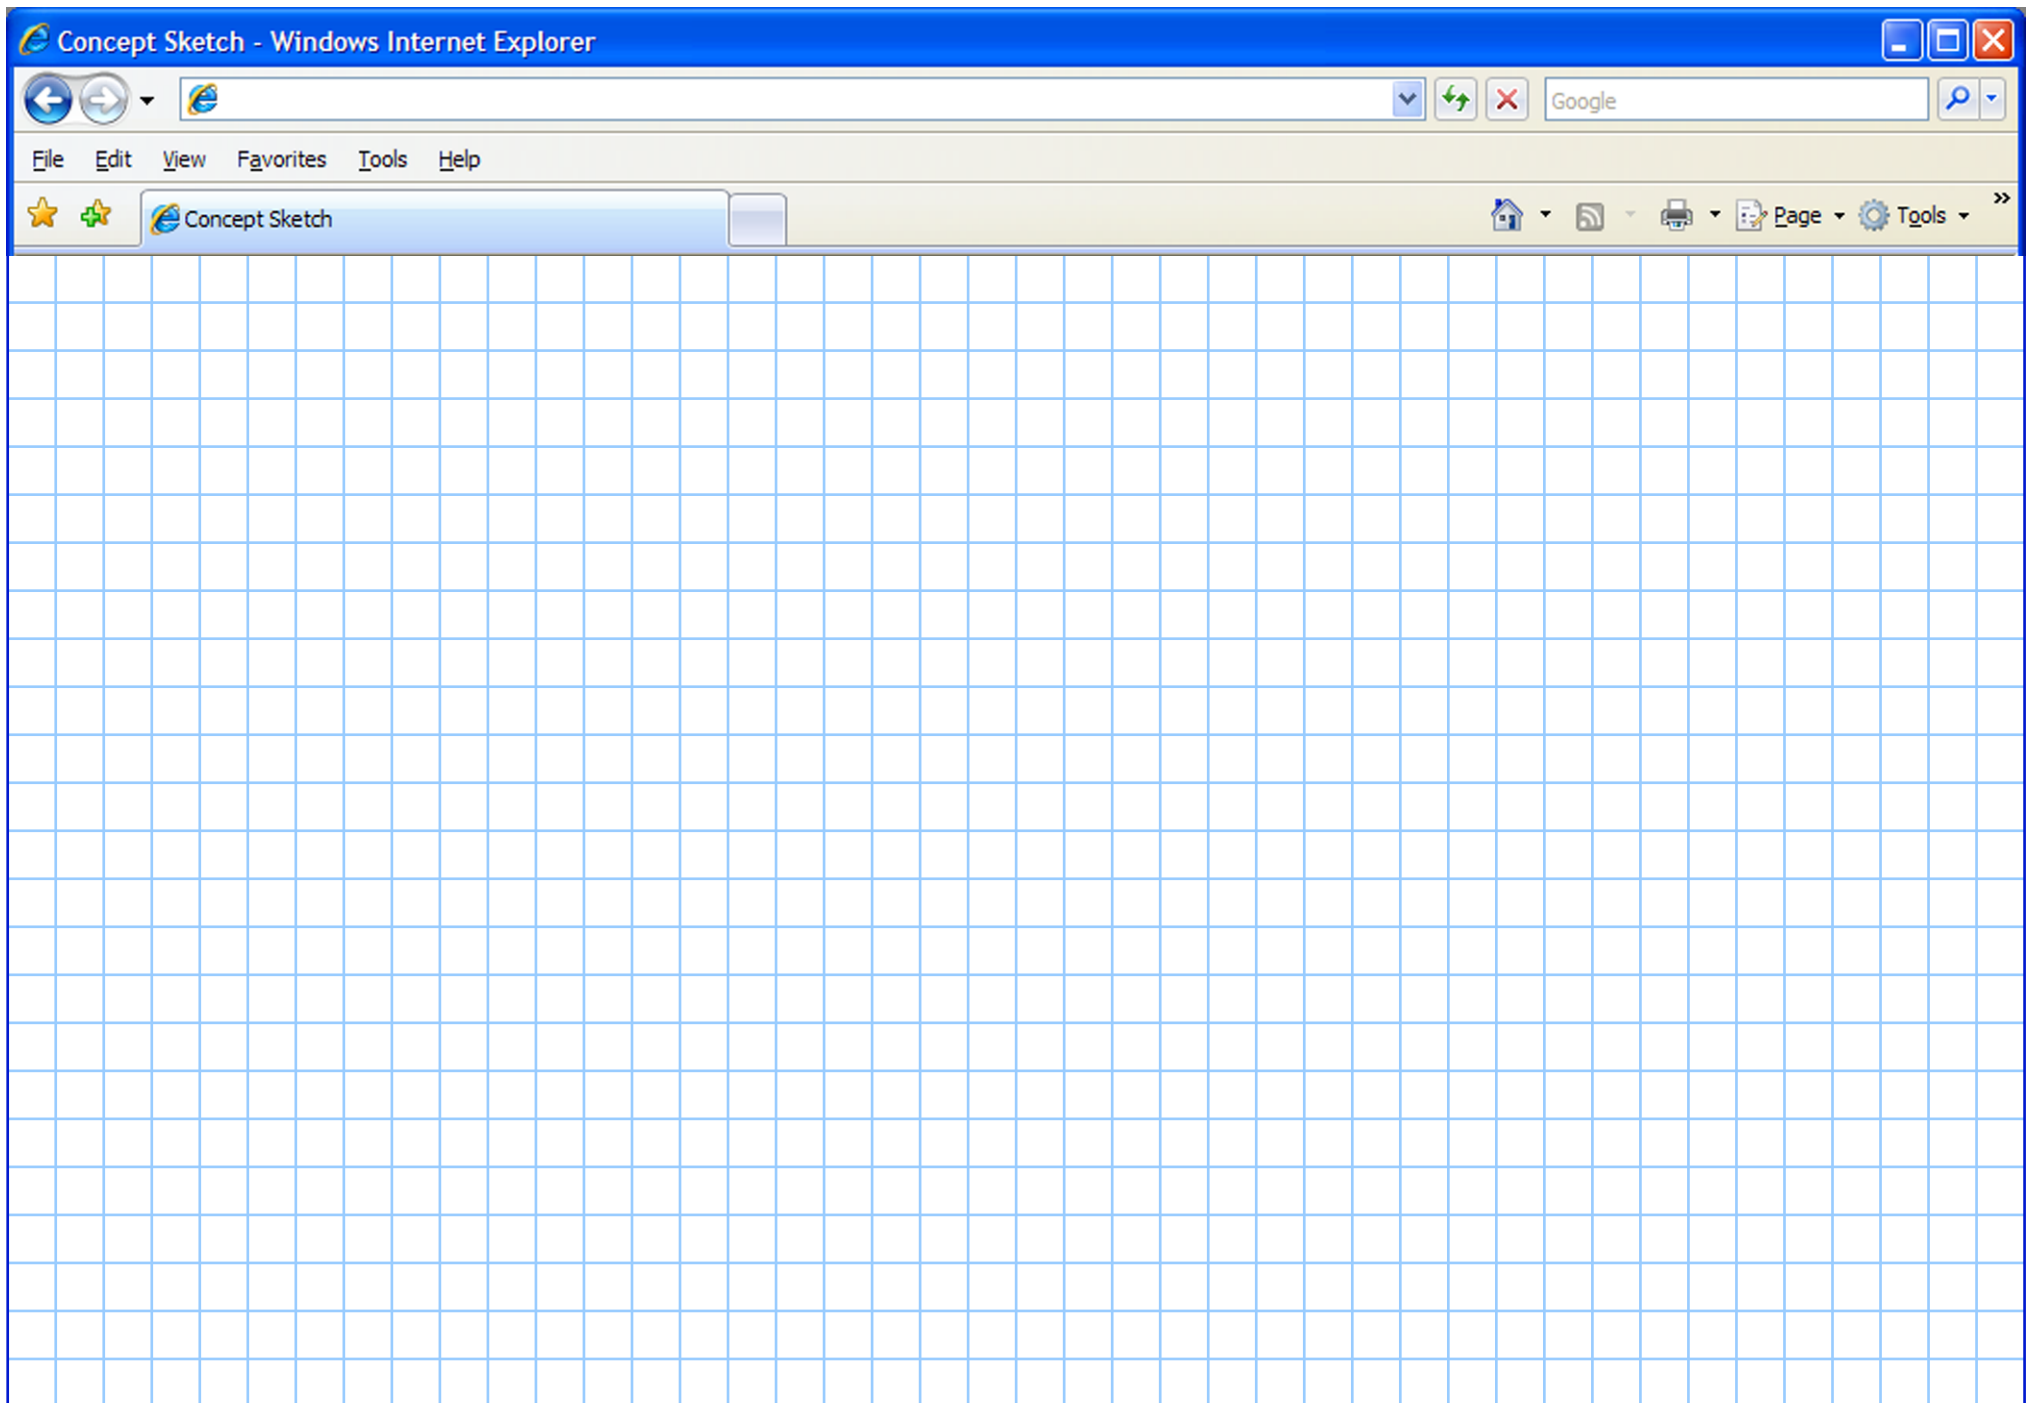 Concept Sketch - Windows Internet Explorer
Google
File Edit View Favorites Tools Help
Concept Sketch
Page Tools »